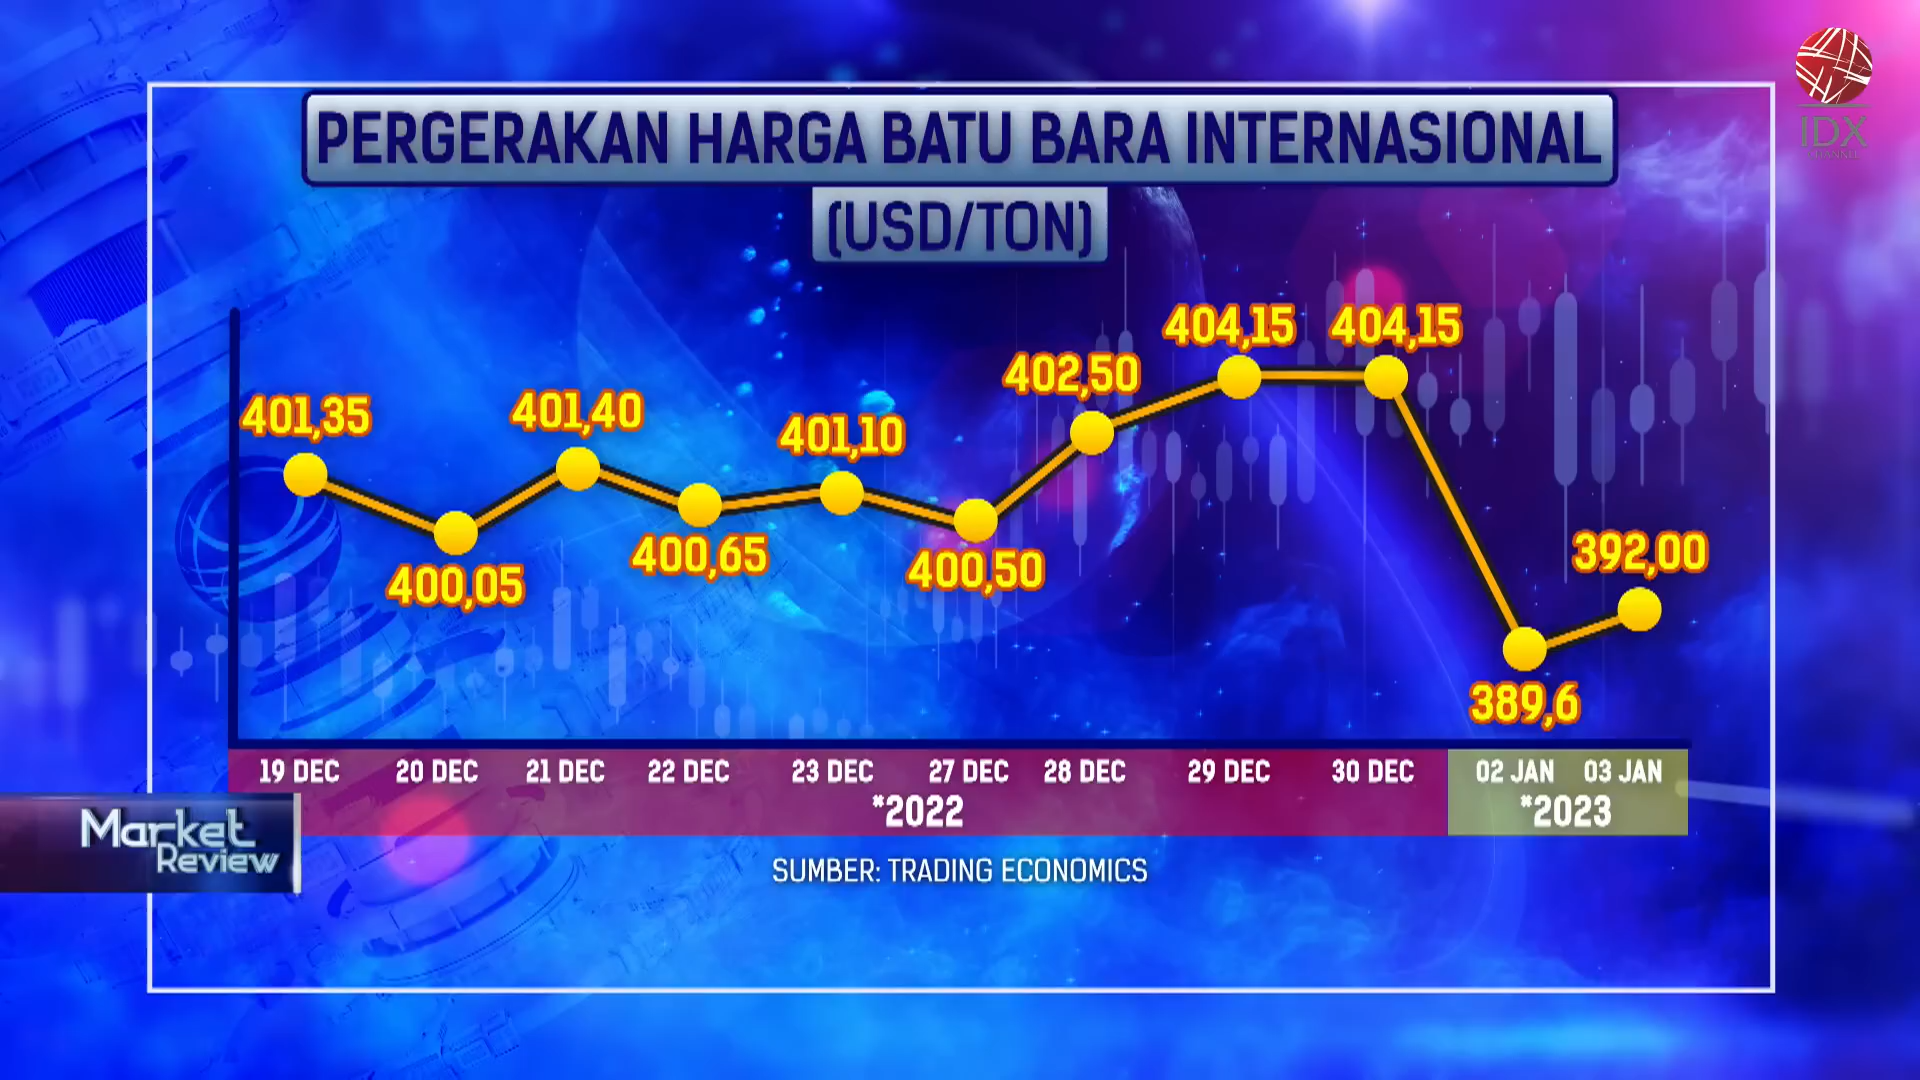 IDX
CHANNEL
PERGERAKAN HARGA BATU BARA INTERNASIONAL
(USD/TON)
401,35
400,05
401,40
400,65
401,10
400,50
402,50
404,15
404,15
389,6
392,00
19 DEC 20 DEC 21 DEC 22 DEC 23 DEC 27 DEC 28 DEC 29 DEC 30 DEC 02 JAN 03 JAN
*2022 *2023
Market
Review
SUMBER: TRADING ECONOMICS